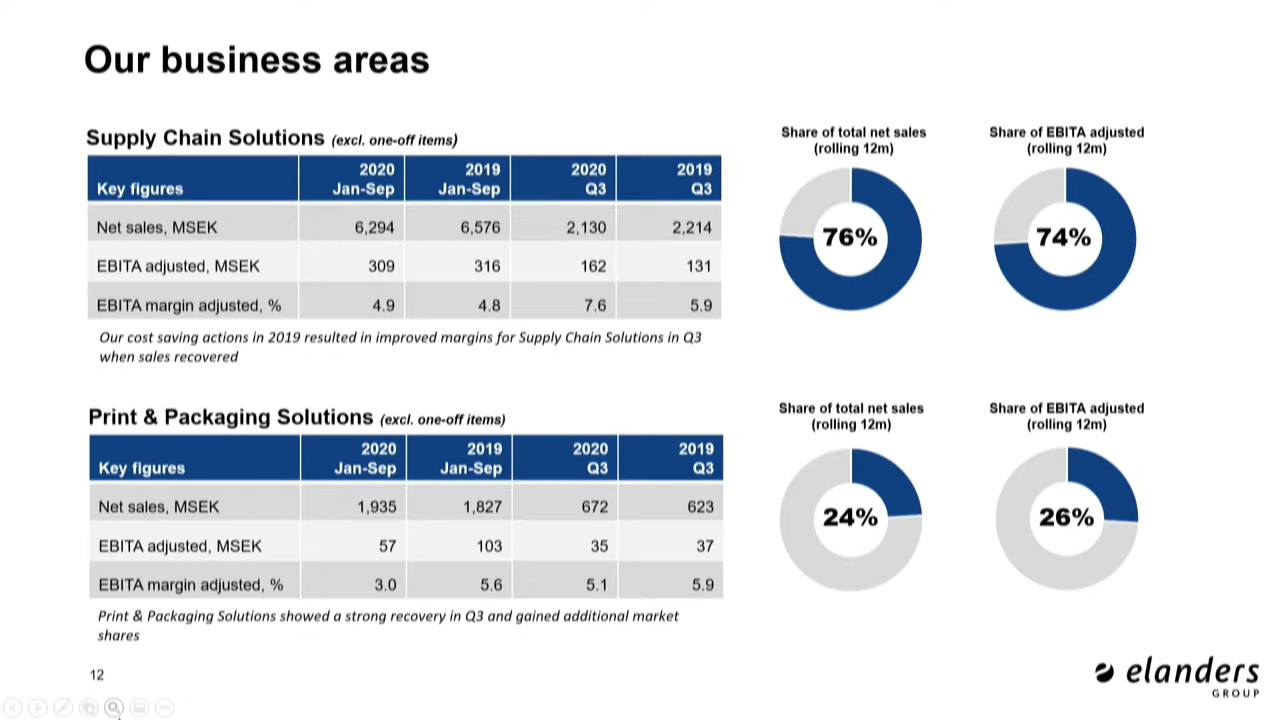 Our business areas
Supply Chain Solutions (excl. one-off items)
Key figures 2020 Jan-Sep 2019 Jan-Sep 2020 Q3 2019 Q3
Net sales, MSEK 6,294 6,576 2,130 2,214
EBITA adjusted, MSEK 309 316 162 131
EBITA margin adjusted, % 4.9 4.8 7.6 5.9
Our cost saving actions in 2019 resulted in improved margins for Supply Chain Solutions in Q3
when sales recovered
Share of total net sales
(rolling 12m)
76%
Share of EBITA adjusted
(rolling 12m)
74%
Print & Packaging Solutions (excl. one-off items)
Key figures 2020 Jan-Sep 2019 Jan-Sep 2020 Q3 2019 Q3
Net sales, MSEK 1,935 1,827 672 623
EBITA adjusted, MSEK 57 103 35 37
EBITA margin adjusted, % 3.0 5.6 5.1 5.9
Print & Packaging Solutions showed a strong recovery in Q3 and gained additional market
shares
Share of total net sales
(rolling 12m)
24%
Share of EBITA adjusted
(rolling 12m)
26%
12
elanders
GROUP